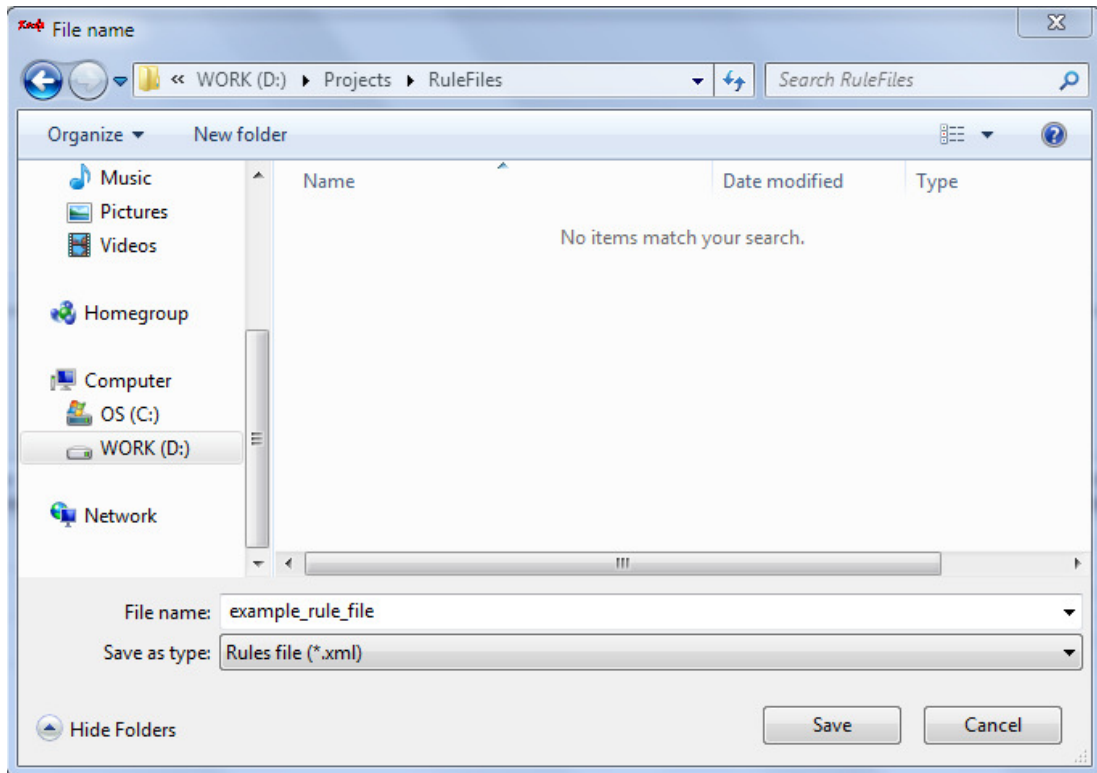 File name
« WORK (D:) Projects RuleFiles Search RuleFiles
Organize New folder
Music
Pictures
Videos
Homegroup
Computer
OS (C:)
WORK (D:)
Network
Name Date modified Type
No items match your search.
File name: example_rule_file
Save as type: Rules file (*.xml)
Hide Folders Save Cancel